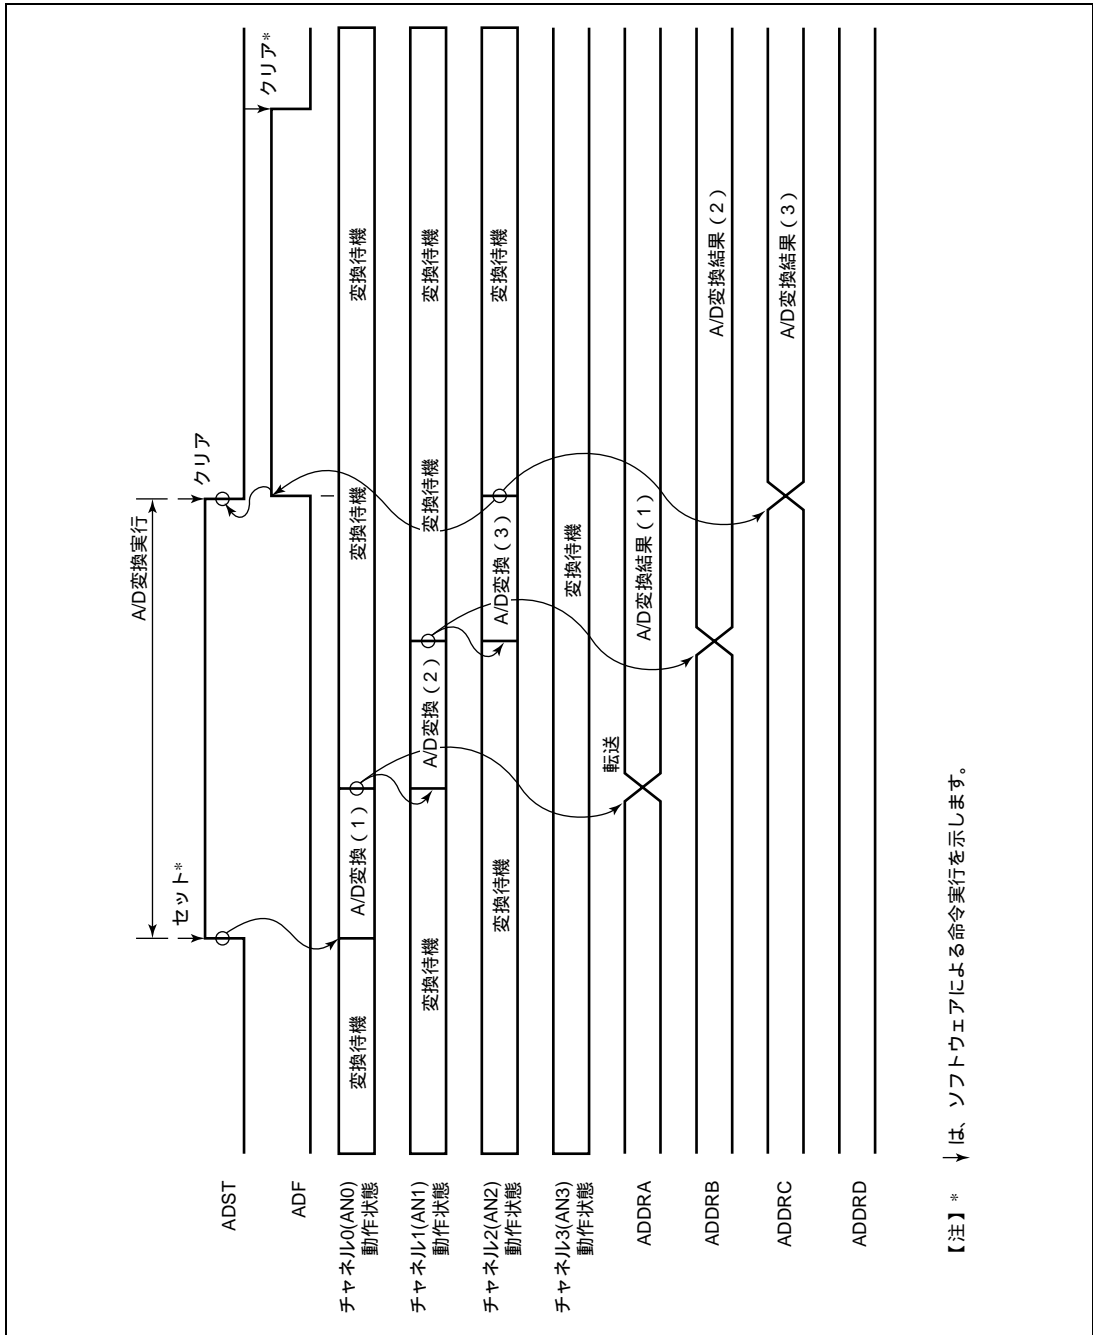 A/D変換実行
セット*
クリア
クリア*
ADST
ADF
チャネル0(AN0)
動作状態
変換待機
A/D変換（1）
変換待機
変換待機
チャネル1(AN1)
動作状態
変換待機
A/D変換（2）
変換待機
変換待機
チャネル2(AN2)
動作状態
変換待機
A/D変換（3）
変換待機
チャネル3(AN3)
動作状態
変換待機
転送
ADDRA
A/D変換結果（1）
ADDRB
A/D変換結果（2）
ADDRC
A/D変換結果（3）
ADDRD
【注】* ↓は、ソフトウェアによる命令実行を示します。